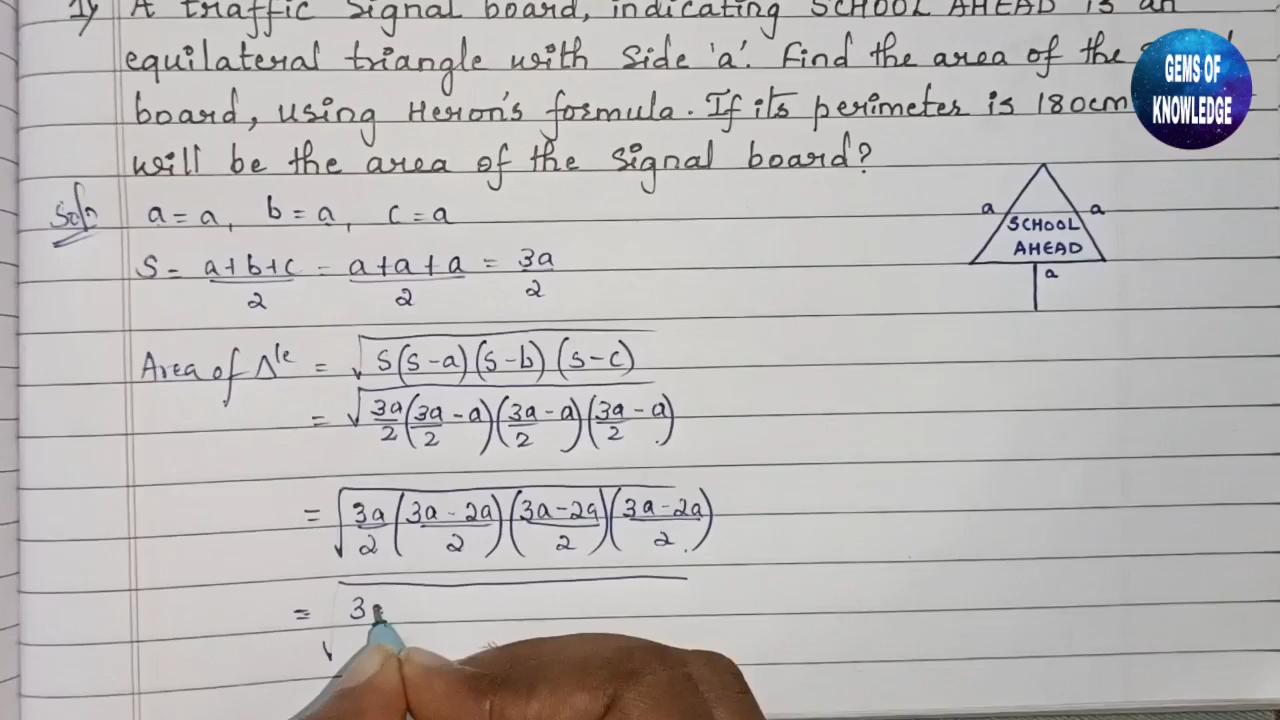 1) A traffic signal board, indicating SCHOOL AHEAD is an
equilateral triangle with side 'a'. Find the area of the
board, using Heron's formula. If its perimeter is 180cm
will be the area of the signal board?
GEMS OF
KNOWLEDGE
Soln
a = a, b = a, c = a
S = a+b+c/2 = a+a+a/2 = 3a/2
a a
SCHOOL
AHEAD
a
Area of Δle = √S(S-a)(S-b)(S-c)
= √3a/2(3a/2 - a)(3a/2 - a)(3a/2 - a)
= √3a/2(3a-2a/2)(3a-2a/2)(3a-2a/2)
= √3